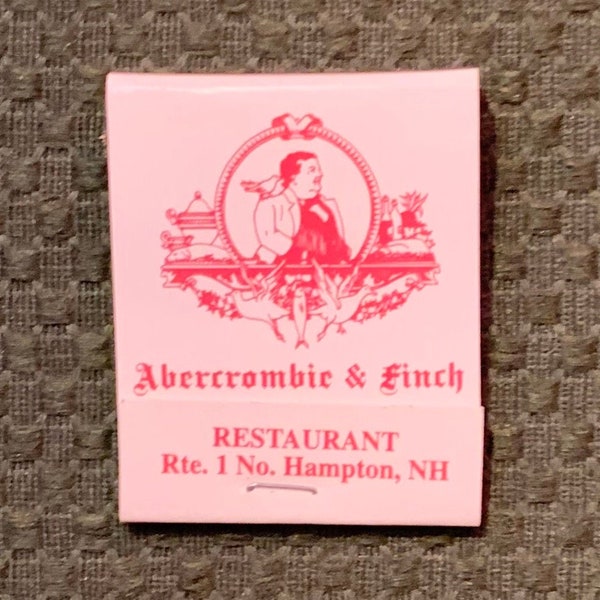 Abercrombie & Finch
RESTAURANT
Rte. 1 No. Hampton, NH